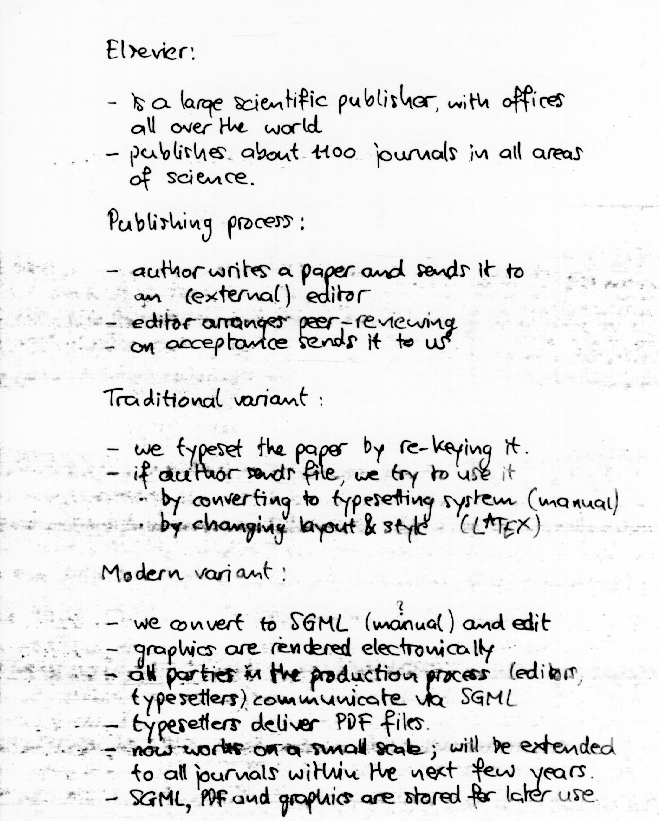 Elsevier:
- is a large scientific publisher, with offices
all over the world
- publishes about 1100 journals in all areas
of science.
Publishing process:
- author writes a paper and sends it to
an (external) editor
- editor arranges peer-reviewing
- on acceptance sends it to us
Traditional variant:
- we typeset the paper by re-keying it.
- if author sends file, we try to use it
· by converting to typesetting system (manual)
· by changing layout & style (LATEX)
Modern variant:
?
- we convert to SGML (manual) and edit
- graphics are rendered electronically
- all parties in the production process (editors,
typesetters) communicate via SGML
- typesetters deliver PDF files.
- now works on a small scale; will be extended
to all journals within the next few years.
- SGML, PDF and graphics are stored for later use